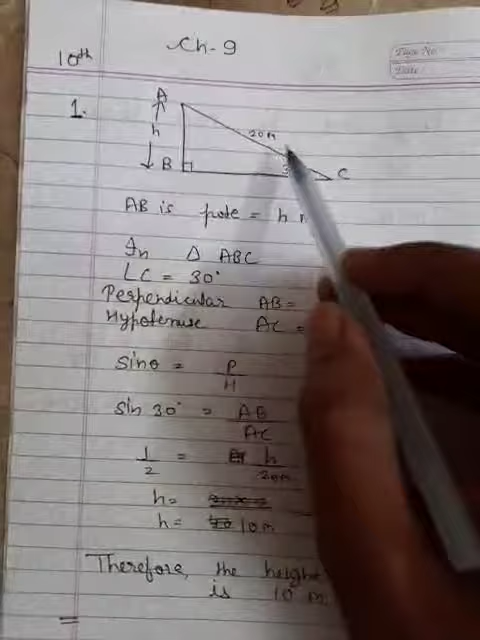 Ch-9
10th
Page No.
Date
1.
A
h
20m
B
C
AB is pole = h
In Δ ABC
∠C = 30°
Perpendicular AB =
Hypotenuse AC =
sinθ = P/H
sin 30° = AB/AC
1/2 = h/20m
h =
h = 10m
Therefore, the height
is 10 m